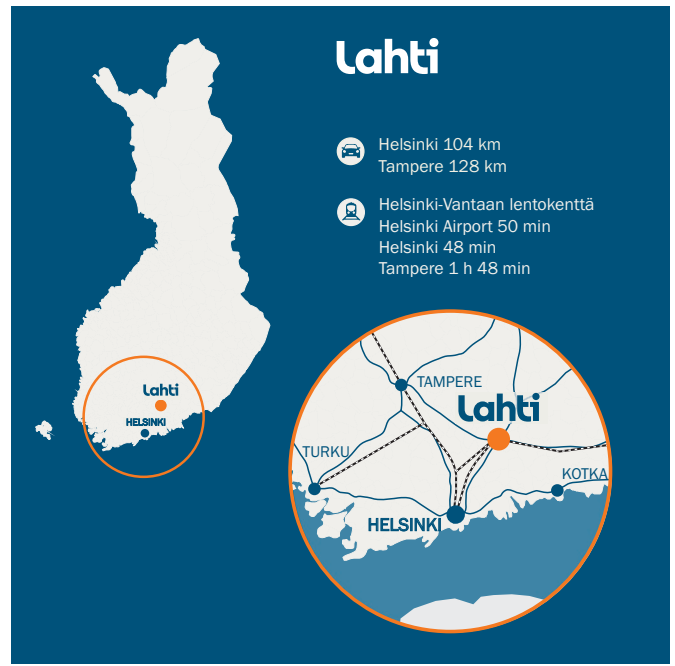 Lahti
Helsinki 104 km
Tampere 128 km
Helsinki-Vantaan lentokenttä
Helsinki Airport 50 min
Helsinki 48 min
Tampere 1 h 48 min
Lahti
HELSINKI
TAMPERE
Lahti
TURKU
KOTKA
HELSINKI